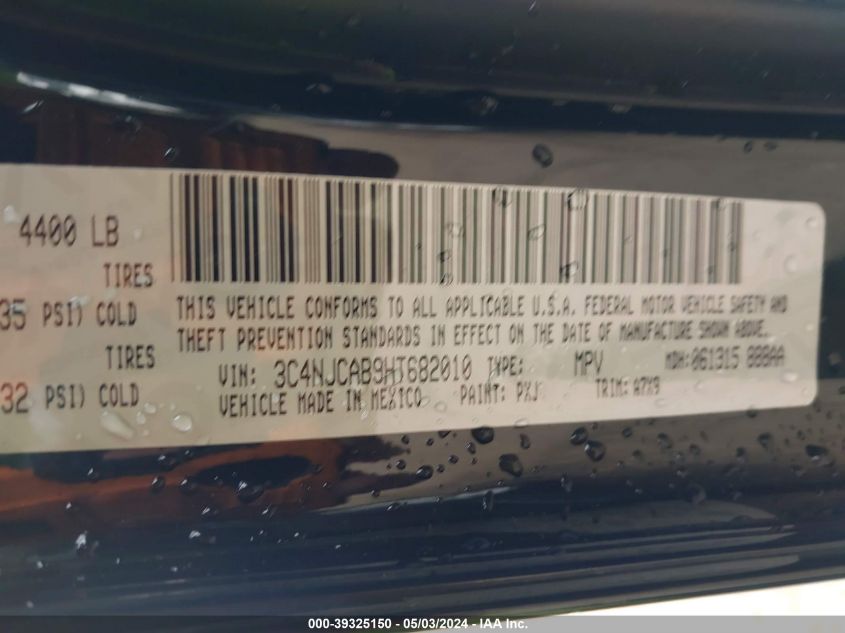 4400 LB
TIRES
35 PSI) COLD
TIRES
32 PSI) COLD
THIS VEHICLE CONFORMS TO ALL APPLICABLE U.S.A. FEDERAL MOTOR VEHICLE SAFETY AND
THEFT PREVENTION STANDARDS IN EFFECT ON THE DATE OF MANUFACTURE SHOWN ABOVE.
VIN: 3C4NJCAB9HT682010 TYPE: MPV MDH: 061315 888AA
VEHICLE MADE IN MEXICO PAINT: PXJ TRIM: A7X9
000-39325150 - 05/03/2024 - IAA Inc.